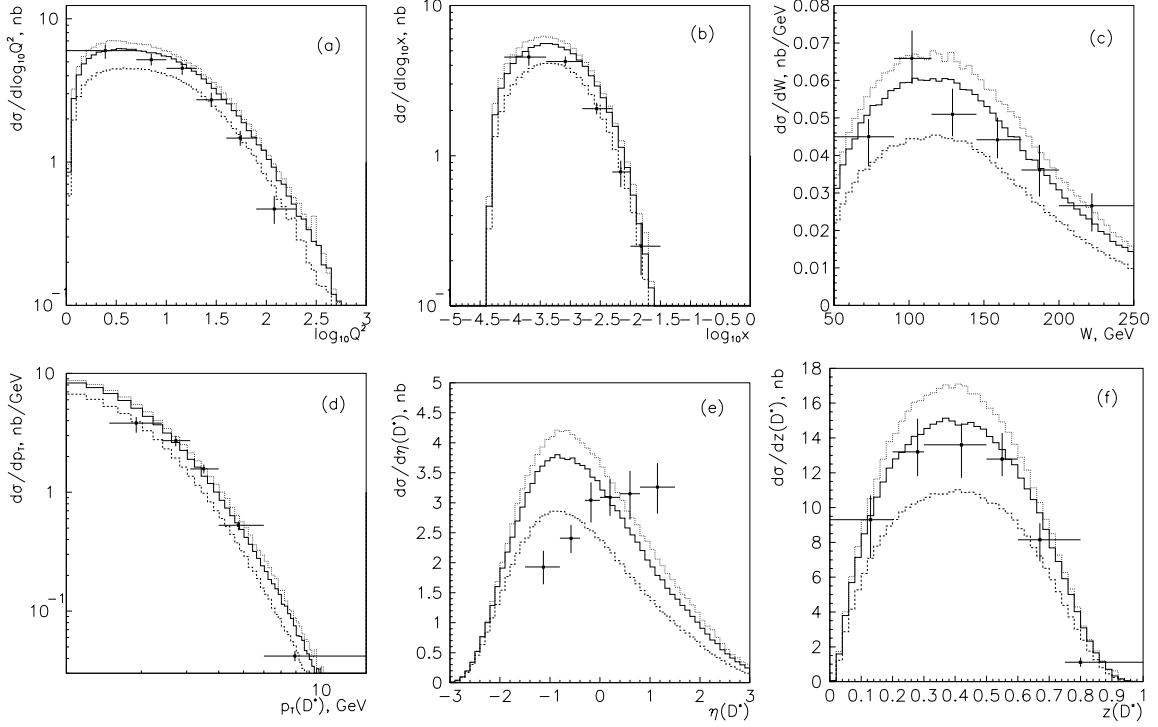 dσ/dlog₁₀Q², nb
(a)
10
1
10⁻¹
0 0.5 1 1.5 2 2.5 3
log₁₀Q²
dσ/dlog₁₀x, nb
(b)
10
1
10⁻¹
−5 −4.5 −4 −3.5 −3 −2.5 −2 −1.5 −1 −0.5 0
log₁₀x
dσ/dW, nb/GeV
(c)
0.08
0.07
0.06
0.05
0.04
0.03
0.02
0.01
0
50 100 150 200 250
W, GeV
dσ/dp_T, nb/GeV
(d)
10
1
10⁻¹
10
p_T(D*), GeV
dσ/dη(D*), nb
(e)
5
4.5
4
3.5
3
2.5
2
1.5
1
0.5
0
−3 −2 −1 0 1 2 3
η(D*)
dσ/dz(D*), nb
(f)
18
16
14
12
10
8
6
4
2
0
0 0.1 0.2 0.3 0.4 0.5 0.6 0.7 0.8 0.9 1
z(D*)